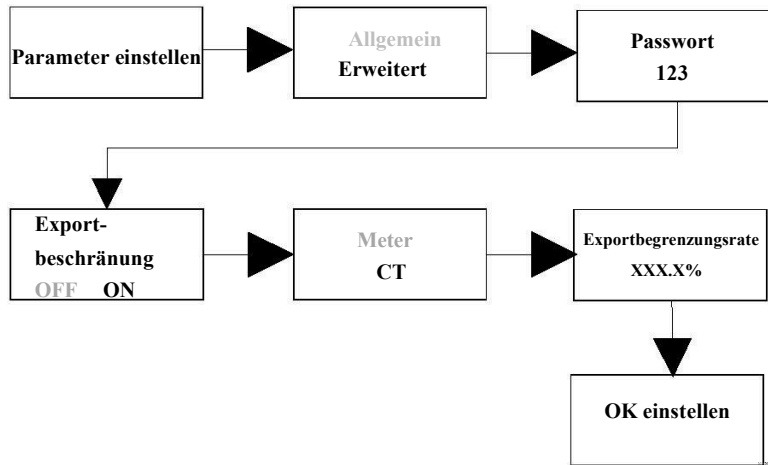 Parameter einstellen
Allgemein
Erweitert
Passwort
123
Export-
beschränung
OFF ON
Meter
CT
Exportbegrenzungsrate
XXX.X%
OK einstellen